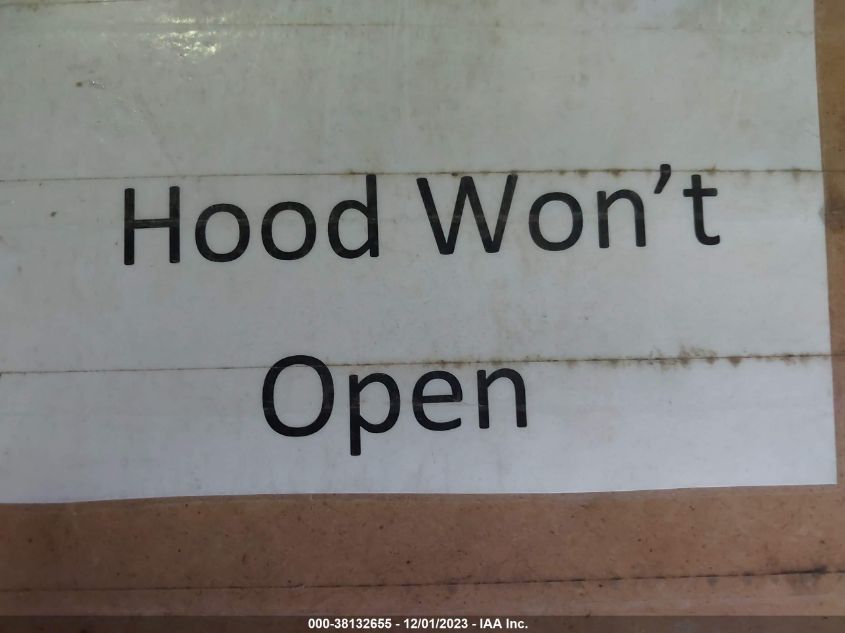 Hood Won’t
Open
000-38132655 - 12/01/2023 - IAA Inc.